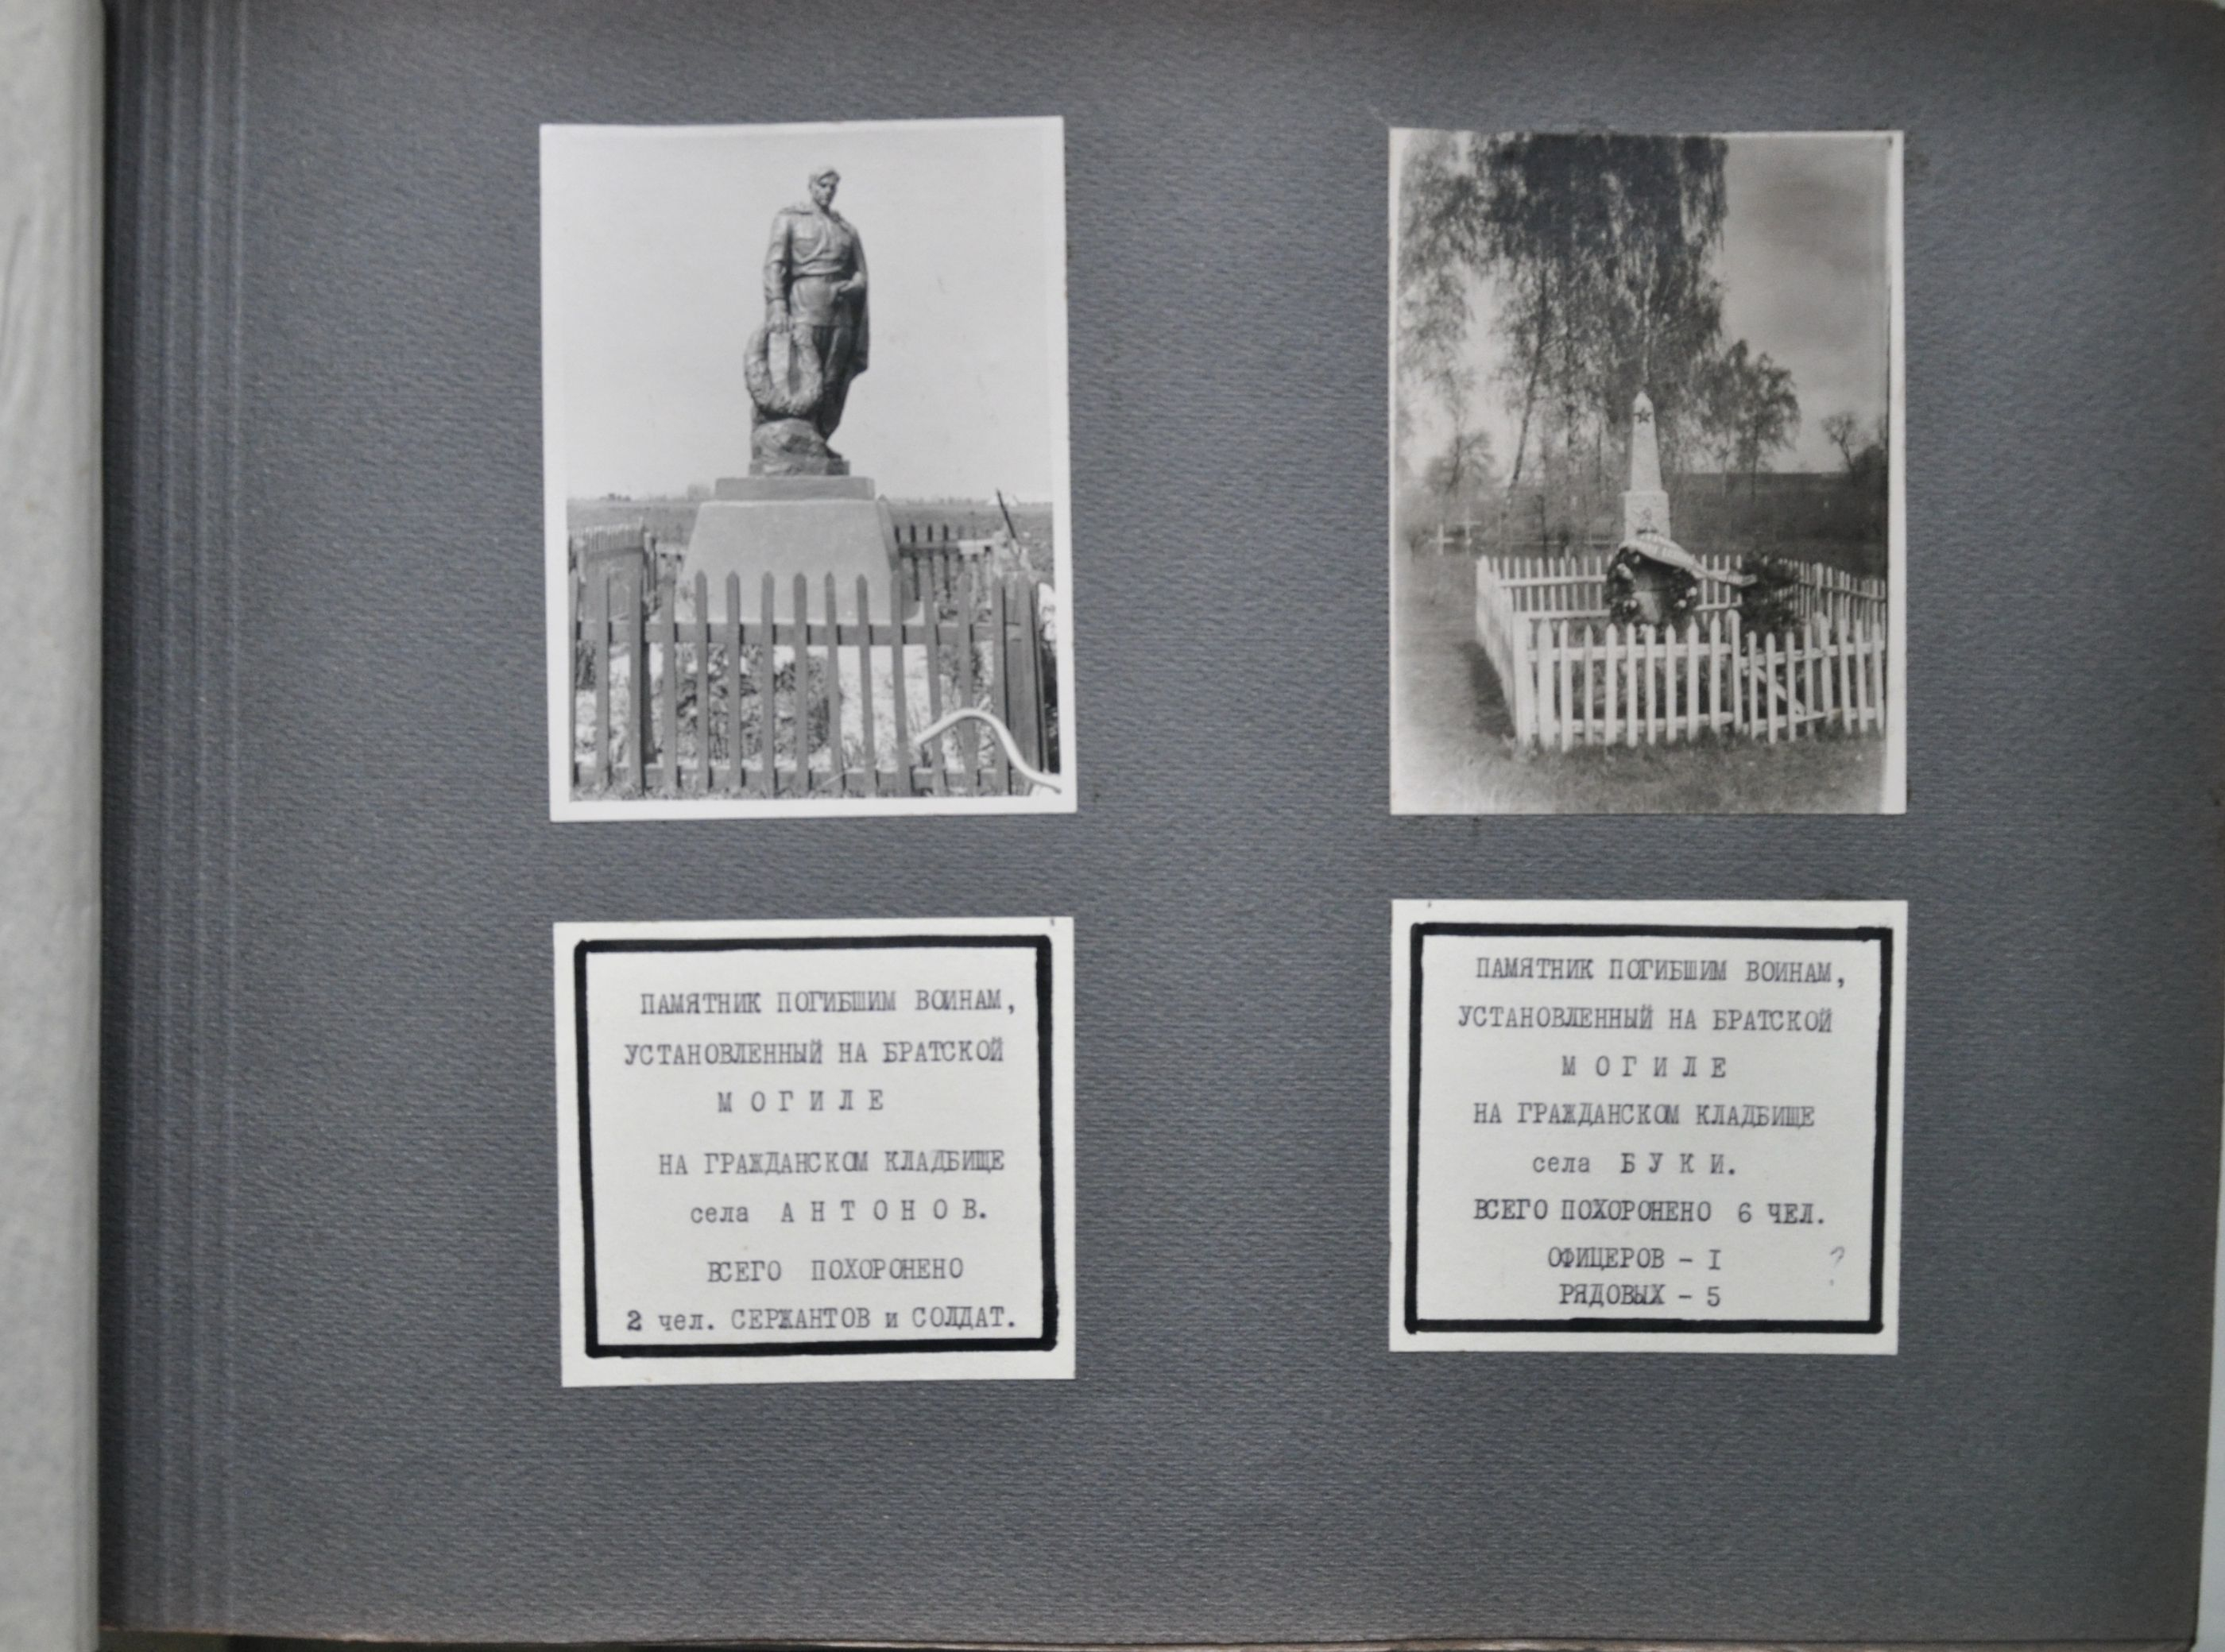 ПАМЯТНИК ПОГИБШИМ ВОИНАМ,
УСТАНОВЛЕННЫЙ НА БРАТСКОЙ
М О Г И Л Е
НА ГРАЖДАНСКОМ КЛАДБИЩЕ
села А Н Т О Н О В.
ВСЕГО ПОХОРОНЕНО
2 чел. СЕРЖАНТОВ и СОЛДАТ.
ПАМЯТНИК ПОГИБШИМ ВОИНАМ,
УСТАНОВЛЕННЫЙ НА БРАТСКОЙ
М О Г И Л Е
НА ГРАЖДАНСКОМ КЛАДБИЩЕ
села Б У К И.
ВСЕГО ПОХОРОНЕНО 6 ЧЕЛ.
ОФИЦЕРОВ - I ?
РЯДОВЫХ - 5